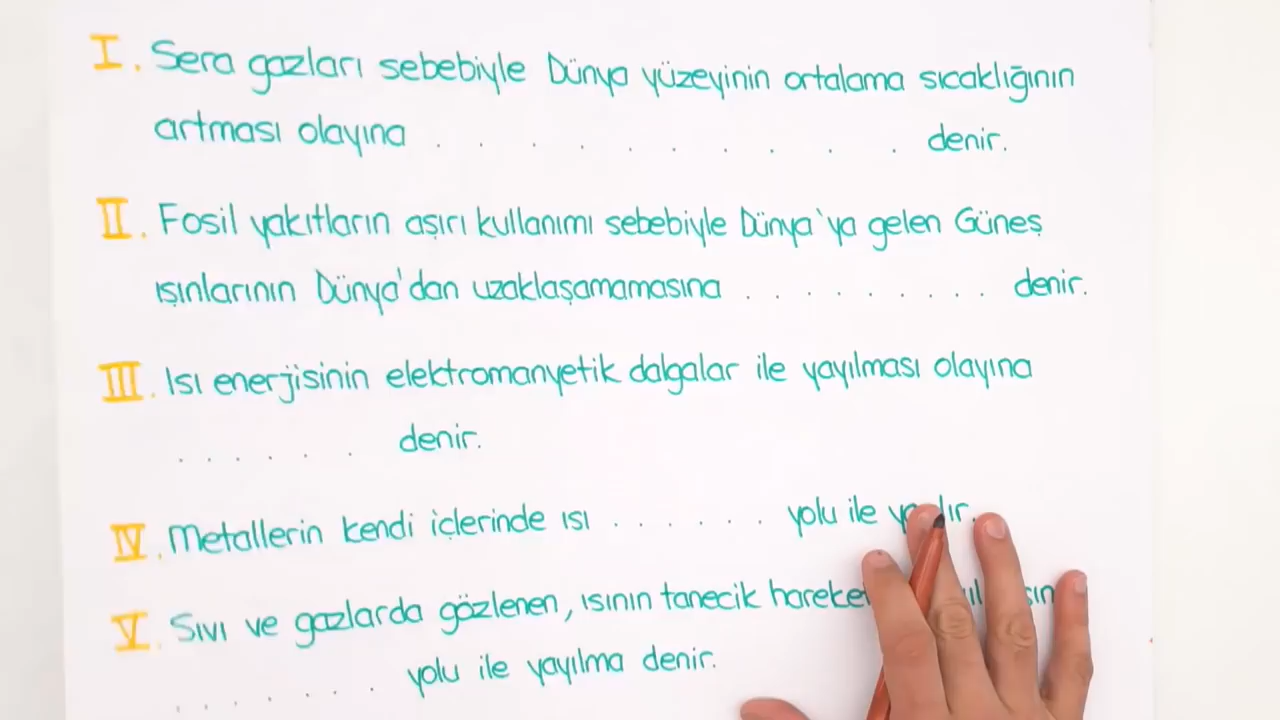 I. Sera gazları sebebiyle Dünya yüzeyinin ortalama sıcaklığının
artması olayına . . . . . . . . . . denir.
II. Fosil yakıtların aşırı kullanımı sebebiyle Dünya'ya gelen Güneş
ışınlarının Dünya'dan uzaklaşamamasına . . . . . . . . . denir.
III. Isı enerjisinin elektromanyetik dalgalar ile yayılması olayına
. . . . . . denir.
IV. Metallerin kendi içlerinde ısı . . . . . . yolu ile
V. Sıvı ve gazlarda gözlenen, ısının tanecik
. . . . . . yolu ile yayılma denir.